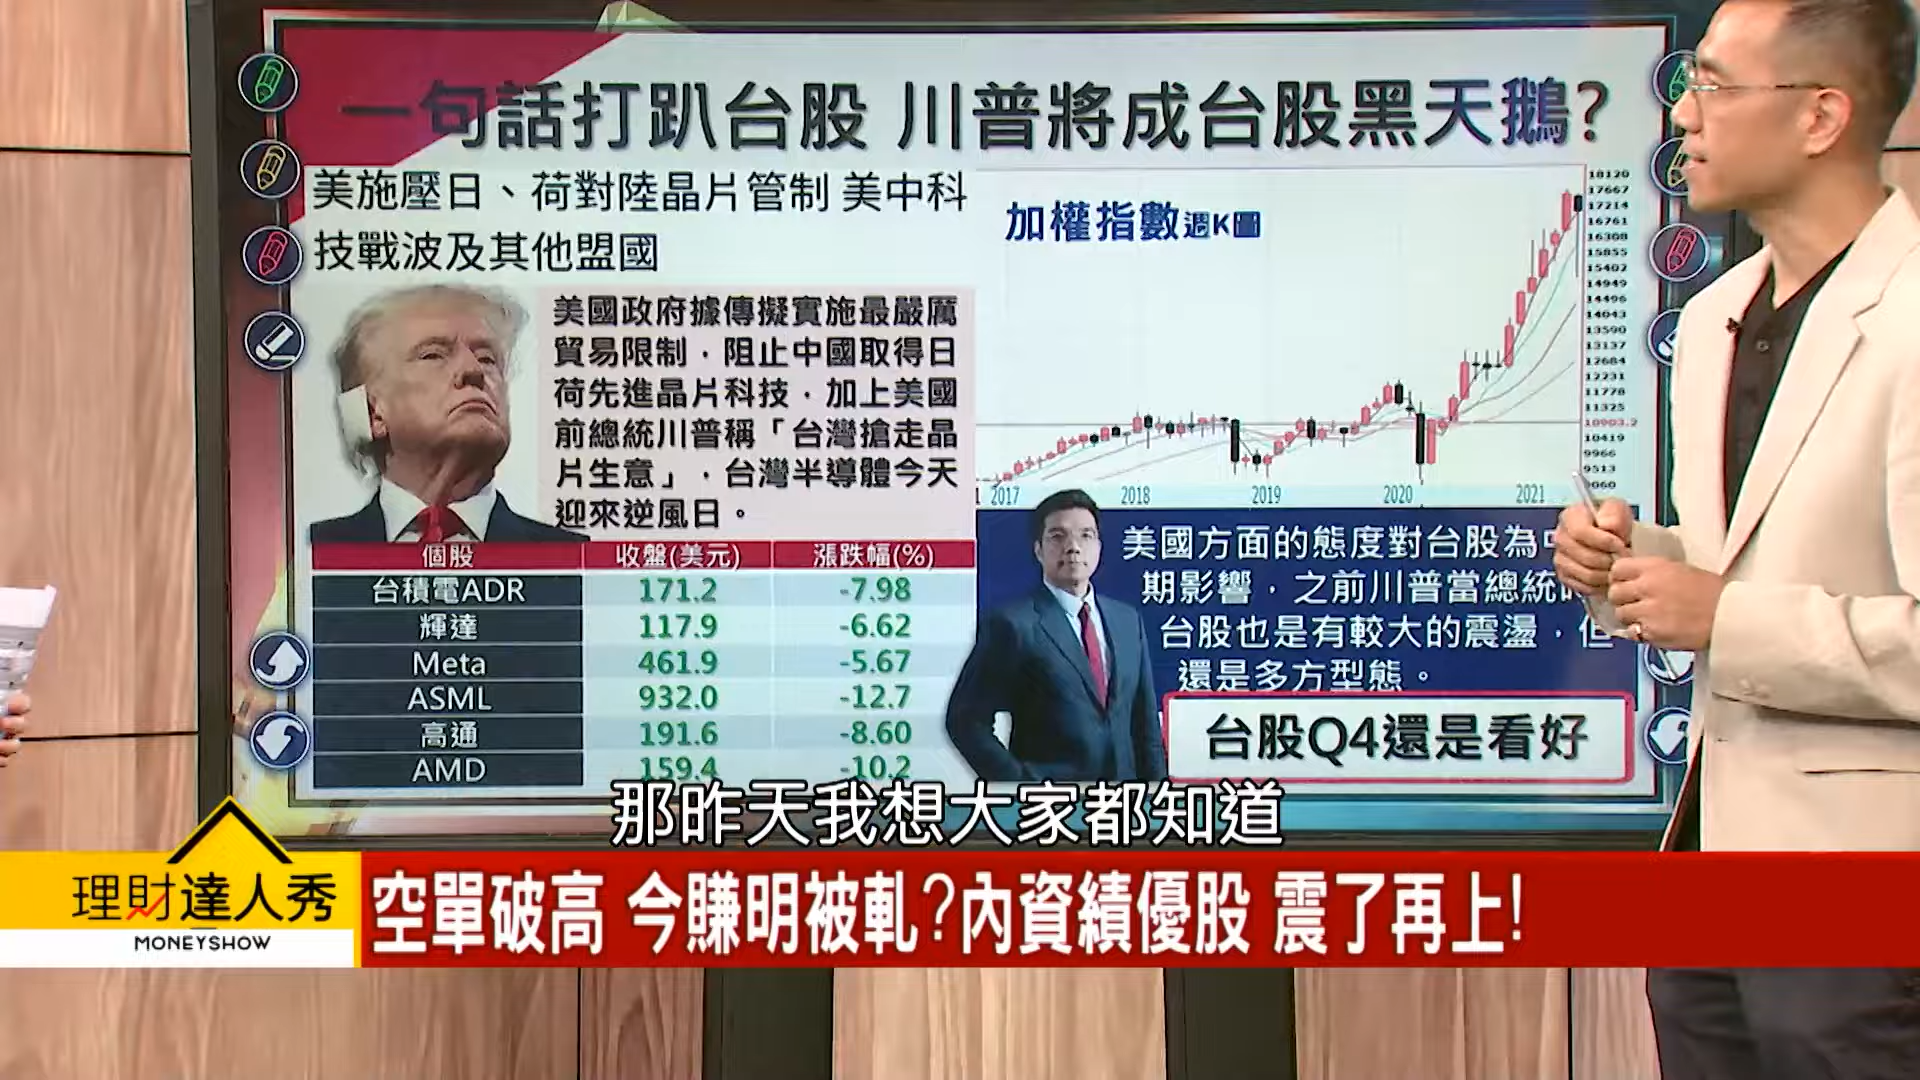 一句話打趴台股 川普將成台股黑天鵝?
美施壓日、荷對陸晶片管制 美中科
技戰波及其他盟國
美國政府據傳擬實施最嚴厲
貿易限制，阻止中國取得日
荷先進晶片科技，加上美國
前總統川普稱「台灣搶走晶
片生意」，台灣半導體今天
迎來逆風日。
個股 收盤(美元) 漲跌幅(%)
台積電ADR 171.2 -7.98
輝達 117.9 -6.62
Meta 461.9 -5.67
ASML 932.0 -12.7
高通 191.6 -8.60
AMD 159.4 -10.2
加權指數週K圖
18120
17667
17214
16761
16308
15855
15402
14949
14496
14043
13590
13137
12684
12231
11778
11325
10903.2
10419
9966
9513
9060
2017 2018 2019 2020 2021
美國方面的態度對台股為中
期影響，之前川普當總統
台股也是有較大的震盪，但
還是多方型態。
台股Q4還是看好
那昨天我想大家都知道
理財達人秀
MONEYSHOW
空單破高 今賺明被軋?內資績優股 震了再上!